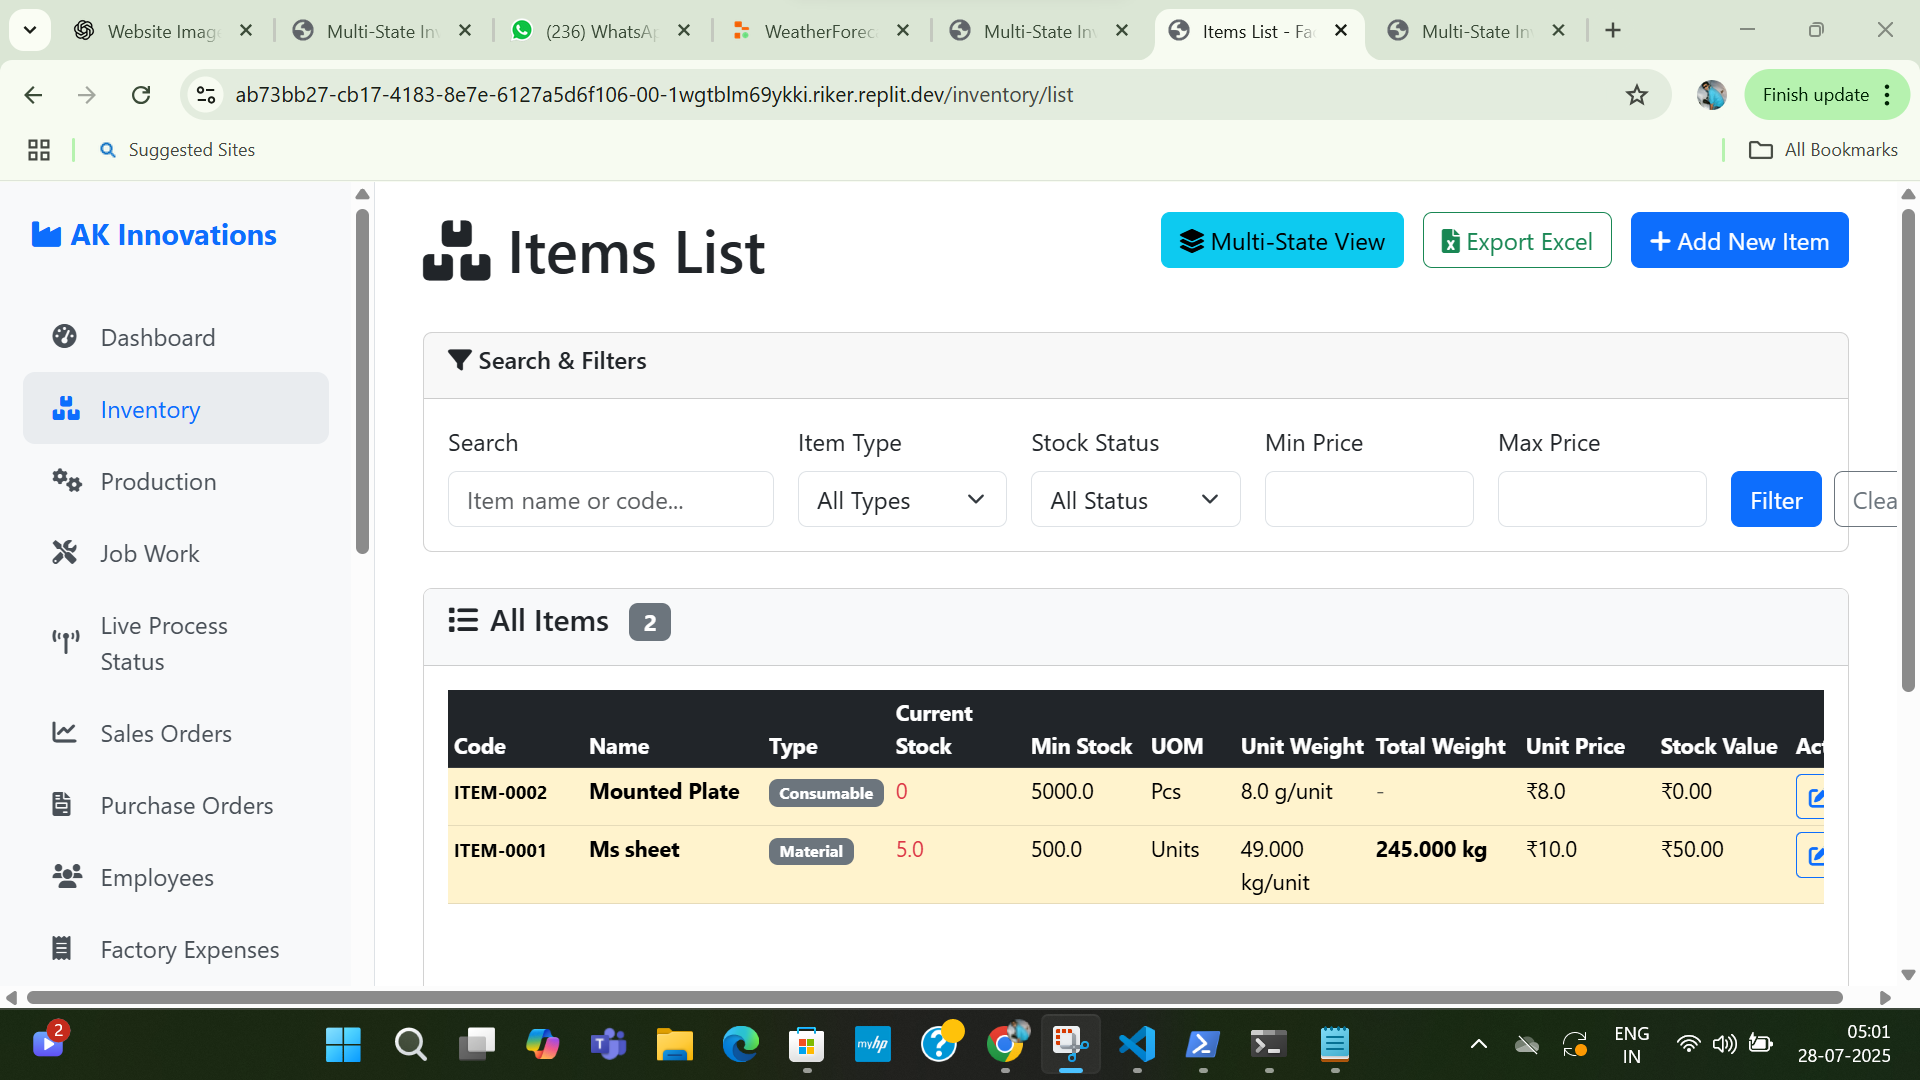 Website Imag
Multi-State In
(236) WhatsAp
WeatherForec
Multi-State In
Items List - Fac
Multi-State In
ab73bb27-cb17-4183-8e7e-6127a5d6f106-00-1wgtblm69ykki.riker.replit.dev/inventory/list
Finish update
Suggested Sites
All Bookmarks
AK Innovations
Dashboard
Inventory
Production
Job Work
Live Process
Status
Sales Orders
Purchase Orders
Employees
Factory Expenses
Items List
Multi-State View
Export Excel
+ Add New Item
Search & Filters
Search
Item Type
Stock Status
Min Price
Max Price
Item name or code...
All Types
All Status
Filter
Clea
All Items 2
Code Name Type Current Stock Min Stock UOM Unit Weight Total Weight Unit Price Stock Value Act
ITEM-0002 Mounted Plate Consumable 0 5000.0 Pcs 8.0 g/unit - ₹8.0 ₹0.00
ITEM-0001 Ms sheet Material 5.0 500.0 Units 49.000 kg/unit 245.000 kg ₹10.0 ₹50.00
2
myhp
ENG
IN
05:01
28-07-2025